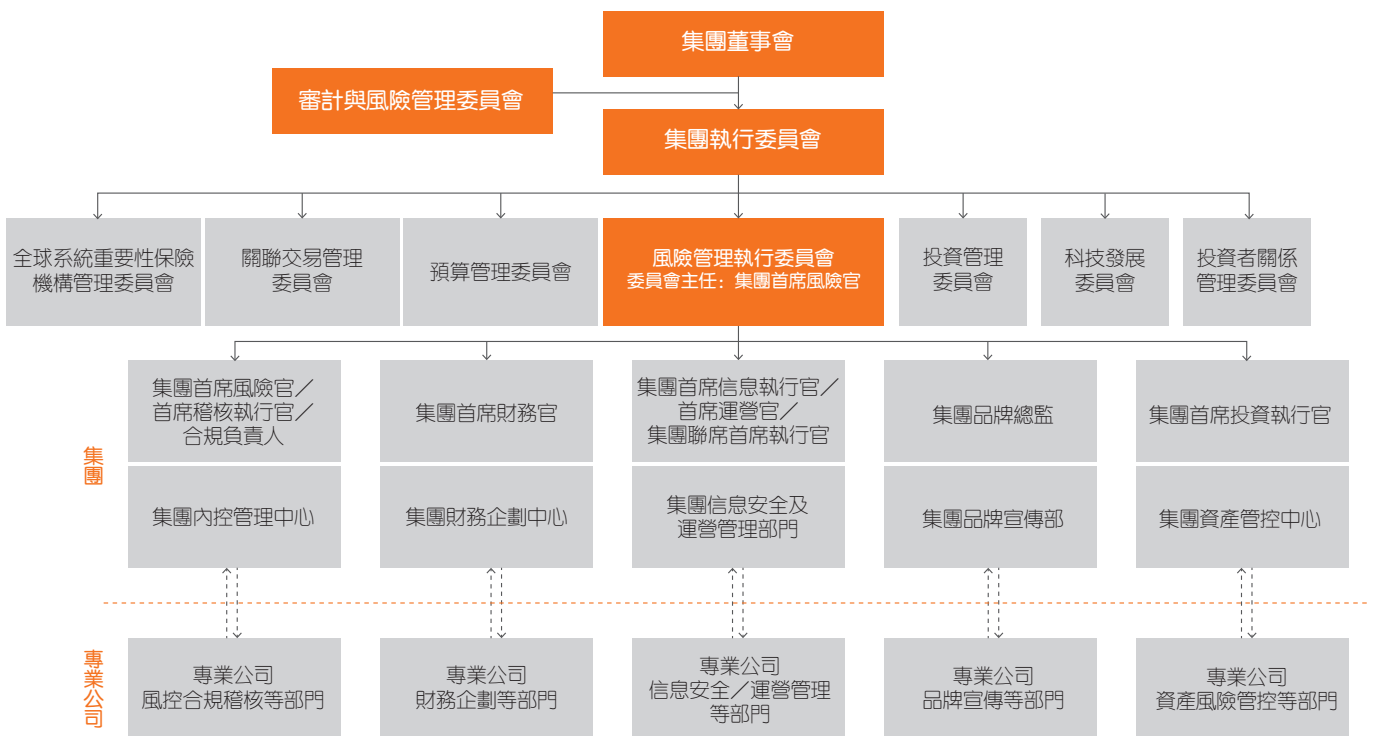 集團董事會
審計與風險管理委員會
集團執行委員會
全球系統重要性保險
機構管理委員會
關聯交易管理
委員會
預算管理委員會
風險管理執行委員會
委員會主任：集團首席風險官
投資管理
委員會
科技發展
委員會
投資者關係
管理委員會
集團
集團首席風險官／
首席稽核執行官／
合規負責人
集團首席財務官
集團首席信息執行官／
首席運營官／
集團聯席首席執行官
集團品牌總監
集團首席投資執行官
集團內控管理中心
集團財務企劃中心
集團信息安全及
運營管理部門
集團品牌宣傳部
集團資產管控中心
專業公司
專業公司
風控合規稽核等部門
專業公司
財務企劃等部門
專業公司
信息安全／運營管理
等部門
專業公司
品牌宣傳等部門
專業公司
資產風險管控等部門